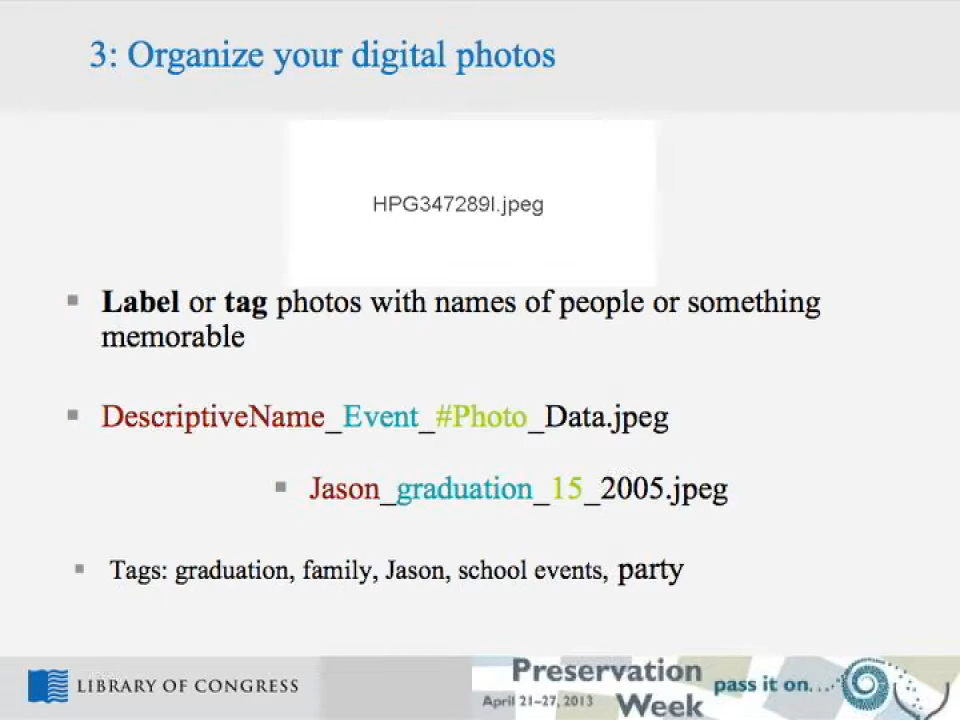 3: Organize your digital photos
HPG347289I.jpeg
Label or tag photos with names of people or something
memorable
DescriptiveName_Event_#Photo_Data.jpeg
Jason_graduation_15_2005.jpeg
Tags: graduation, family, Jason, school events, party
LIBRARY OF CONGRESS
Preservation
April 21-27, 2013 Week
pass it on...